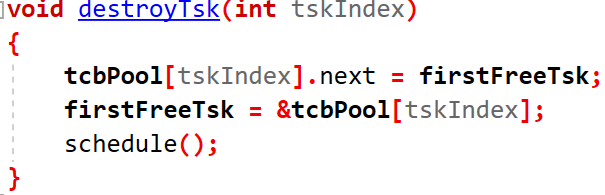 void destroyTsk(int tskIndex)
{
    tcbPool[tskIndex].next = firstFreeTsk;
    firstFreeTsk = &tcbPool[tskIndex];
    schedule();
}